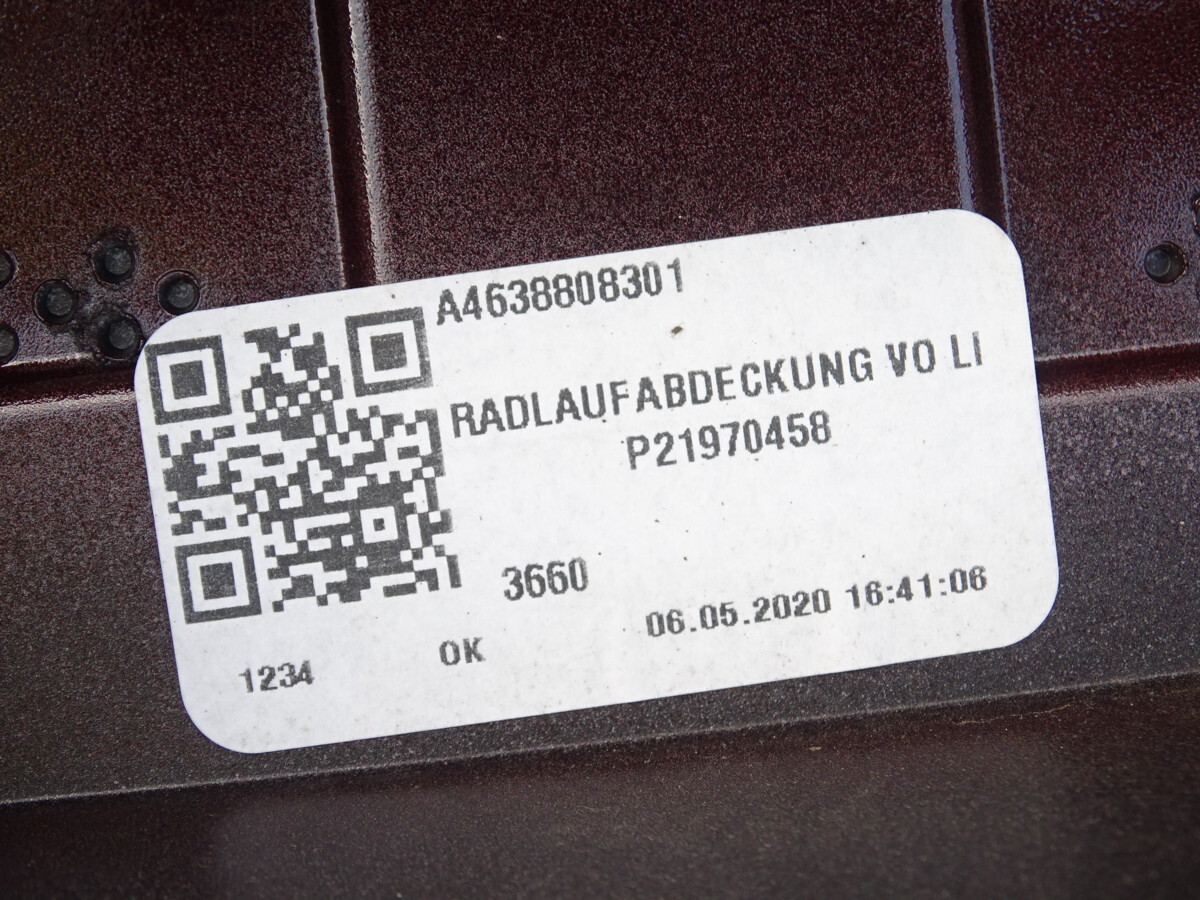 A4638808301
RADLAUFABDECKUNG VO LI
P21970458
3660
06.05.2020 16:41:06
OK
1234